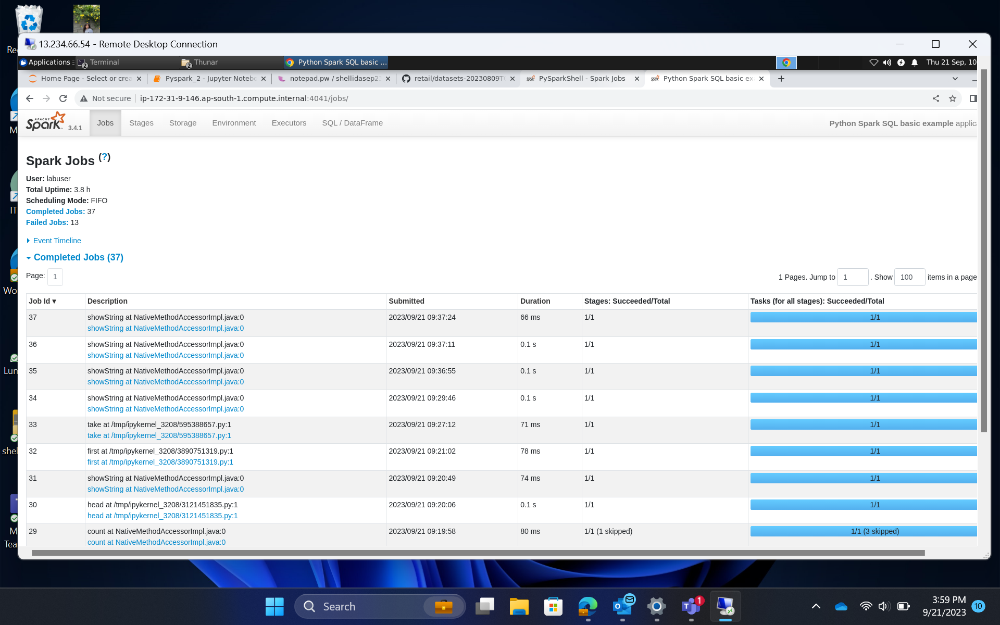 13.234.66.54 - Remote Desktop Connection
Applications
2 Terminal
2 Thunar
Python Spark SQL basic ...
Thu 21 Sep, 10
Home Page - Select or crea
Pyspark_2 - Jupyter Notebo
notepad.pw / shellidasep23
retail/datasets-20230809T0
PySparkShell - Spark Jobs
Python Spark SQL basic ex
Not secure
ip-172-31-9-146.ap-south-1.compute.internal:4041/jobs/
APACHE Spark 3.4.1
Jobs
Stages
Storage
Environment
Executors
SQL / DataFrame
Python Spark SQL basic example applica
Spark Jobs (?)
User: labuser
Total Uptime: 3.8 h
Scheduling Mode: FIFO
Completed Jobs: 37
Failed Jobs: 13
Event Timeline
Completed Jobs (37)
Page: 1
1 Pages. Jump to 1 . Show 100 items in a page
Job Id ▾ Description Submitted Duration Stages: Succeeded/Total Tasks (for all stages): Succeeded/Total
37 showString at NativeMethodAccessorImpl.java:0 2023/09/21 09:37:24 66 ms 1/1 1/1
showString at NativeMethodAccessorImpl.java:0
36 showString at NativeMethodAccessorImpl.java:0 2023/09/21 09:37:11 0.1 s 1/1 1/1
showString at NativeMethodAccessorImpl.java:0
35 showString at NativeMethodAccessorImpl.java:0 2023/09/21 09:36:55 0.1 s 1/1 1/1
showString at NativeMethodAccessorImpl.java:0
34 showString at NativeMethodAccessorImpl.java:0 2023/09/21 09:29:46 0.1 s 1/1 1/1
showString at NativeMethodAccessorImpl.java:0
33 take at /tmp/ipykernel_3208/595388657.py:1 2023/09/21 09:27:12 71 ms 1/1 1/1
take at /tmp/ipykernel_3208/595388657.py:1
32 first at /tmp/ipykernel_3208/3890751319.py:1 2023/09/21 09:21:02 78 ms 1/1 1/1
first at /tmp/ipykernel_3208/3890751319.py:1
31 showString at NativeMethodAccessorImpl.java:0 2023/09/21 09:20:49 74 ms 1/1 1/1
showString at NativeMethodAccessorImpl.java:0
30 head at /tmp/ipykernel_3208/3121451835.py:1 2023/09/21 09:20:06 0.1 s 1/1 1/1
head at /tmp/ipykernel_3208/3121451835.py:1
29 count at NativeMethodAccessorImpl.java:0 2023/09/21 09:19:58 80 ms 1/1 (1 skipped) 1/1 (3 skipped)
count at NativeMethodAccessorImpl.java:0
Rec
M
IT
Wor
Lum
shel
M
Tea
Search
1
3:59 PM
9/21/2023
10